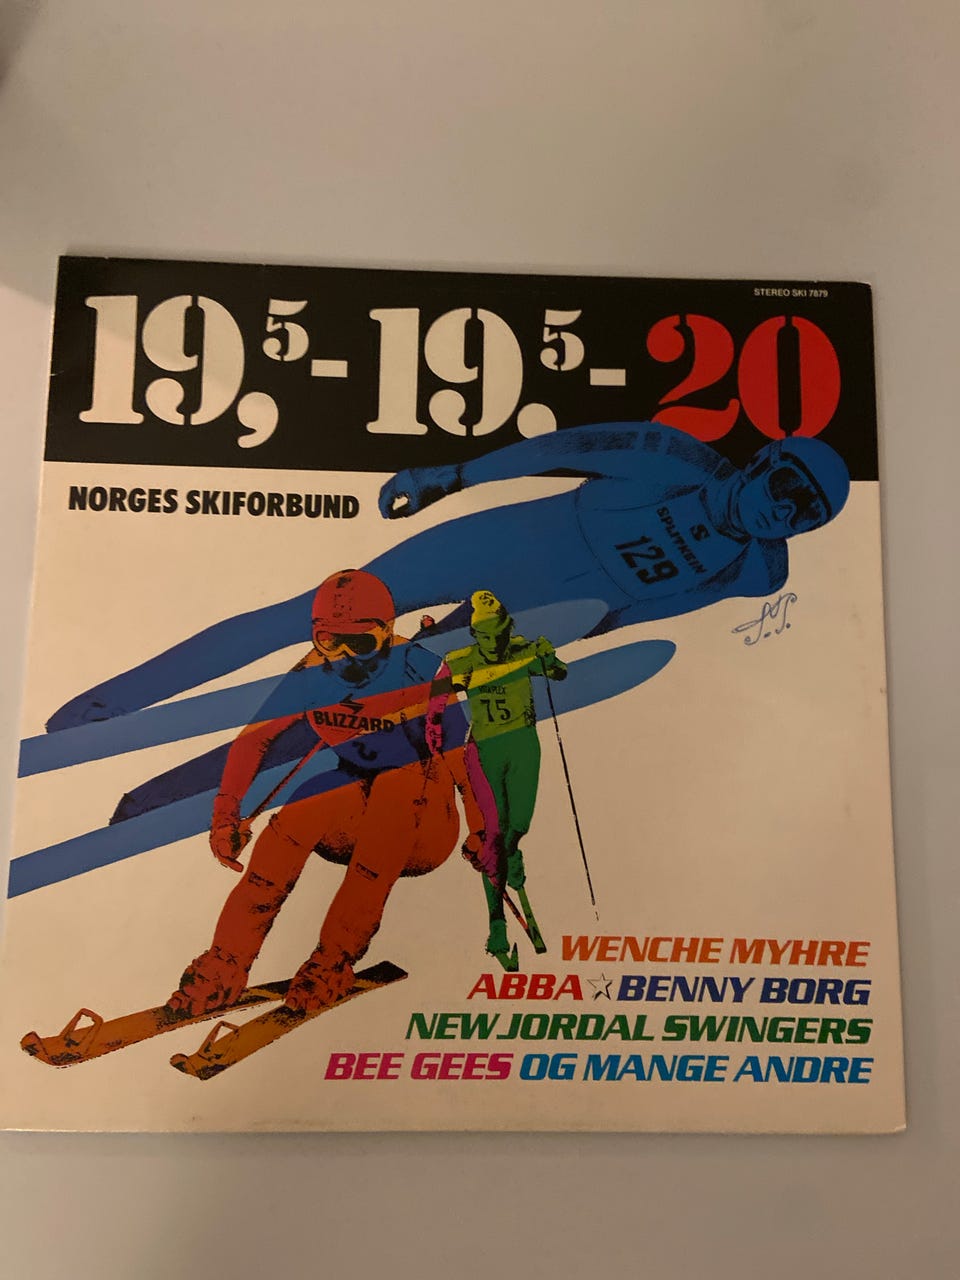 STEREO SKI 7879
19,5-19.5-20
NORGES SKIFORBUND
S
SPLITKEIN
129
BLIZZARD
75
WENCHE MYHRE
ABBA☆BENNY BORG
NEW JORDAL SWINGERS
BEE GEES OG MANGE ANDRE